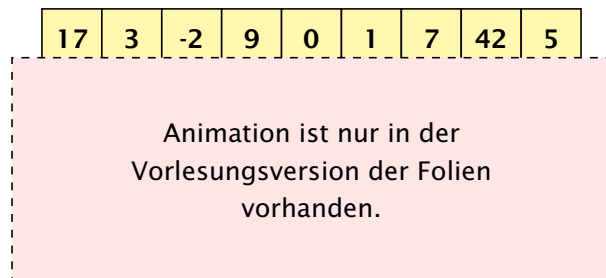 17 3 -2 9 0 1 7 42 5
Animation ist nur in der
Vorlesungsversion der Folien
vorhanden.